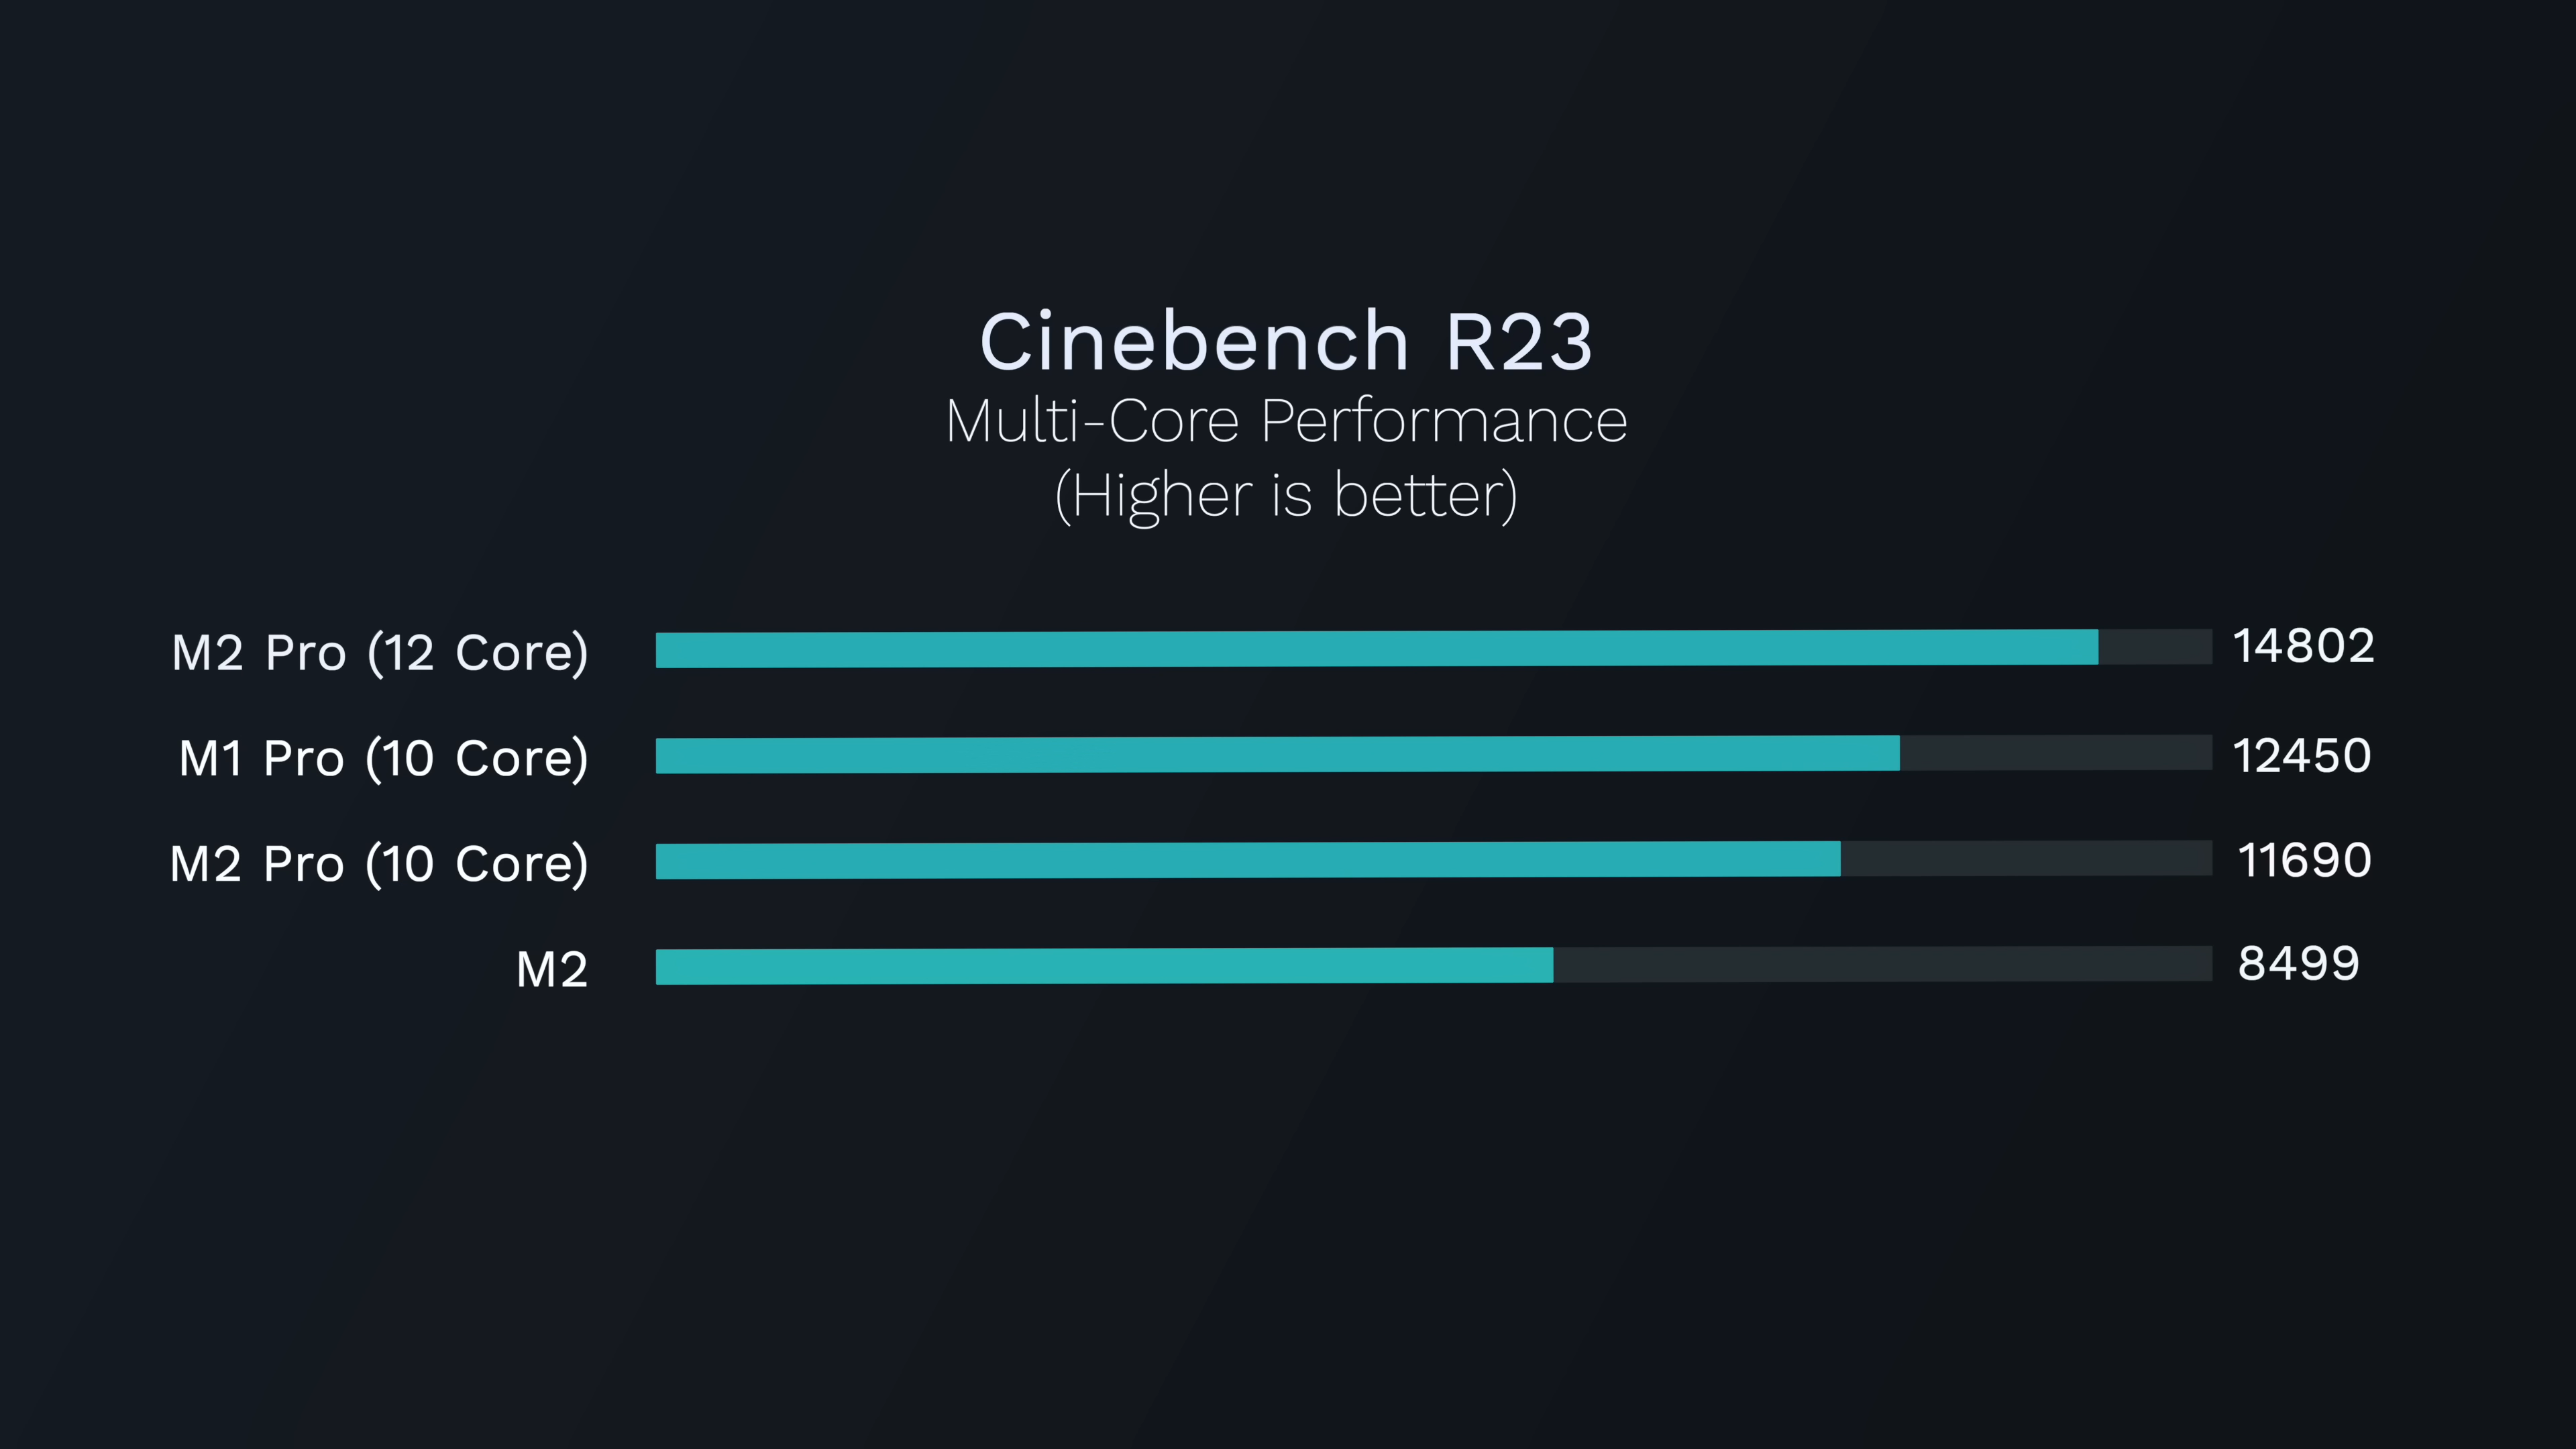 Cinebench R23
Multi-Core Performance
(Higher is better)
M2 Pro (12 Core) 14802
M1 Pro (10 Core) 12450
M2 Pro (10 Core) 11690
M2 8499